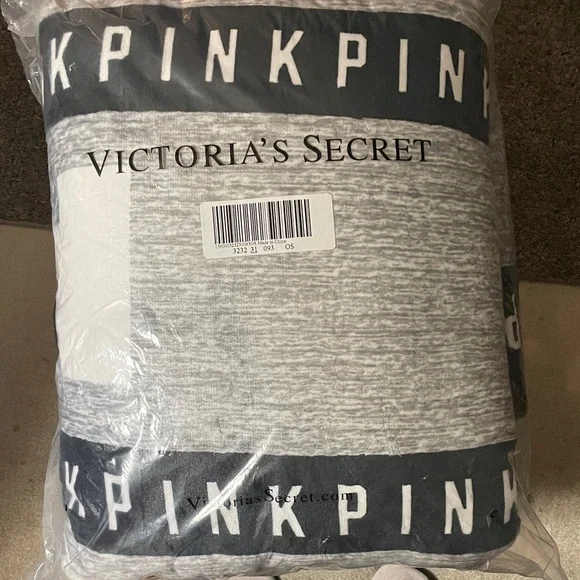 KPINKPINK
VICTORIA'S SECRET
3232 31 093 OS
KPINKPINK
VictoriasSecret.com